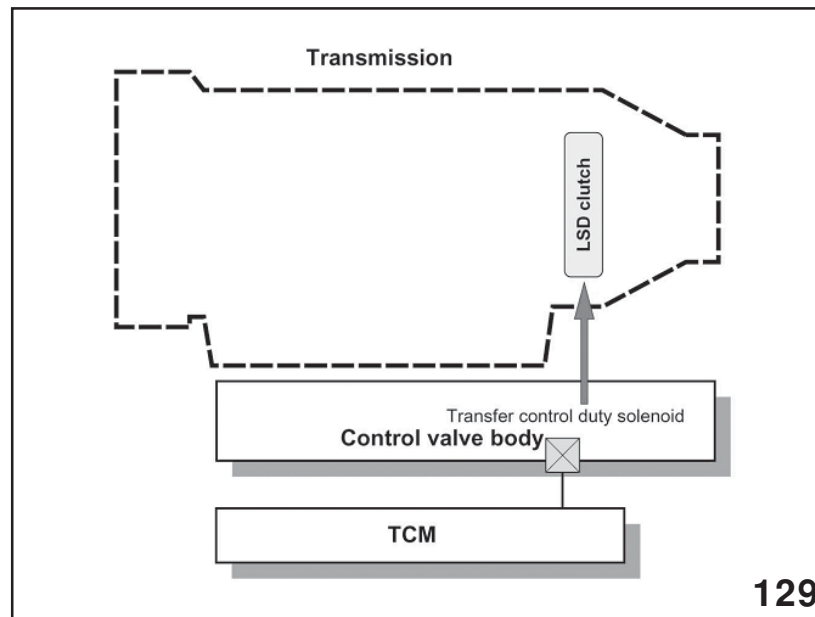 Transmission
LSD clutch
Transfer control duty solenoid
Control valve body
TCM
129